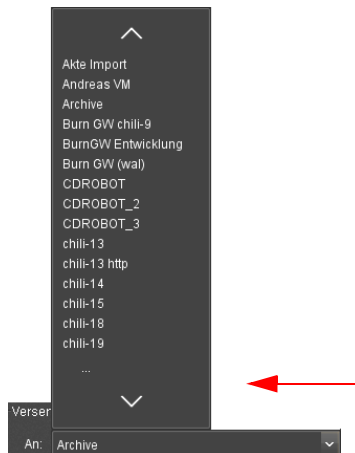 Akte Import
Andreas VM
Archive
Burn GW chili-9
BurnGW Entwicklung
Burn GW (wal)
CDROBOT
CDROBOT_2
CDROBOT_3
chili-13
chili-13 http
chili-14
chili-15
chili-18
chili-19
...
Verser
An: Archive